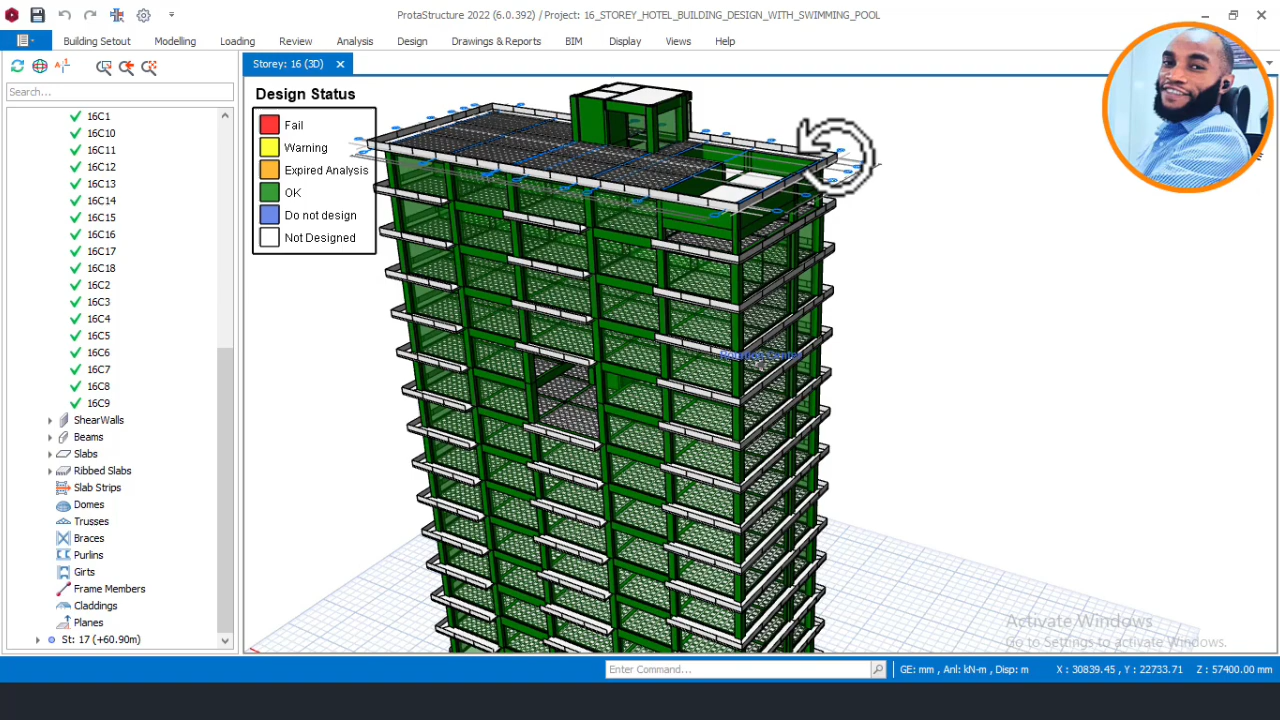 ProtaStructure 2022 (6.0.392) / Project: 16_STOREY_HOTEL_BUILDING_DESIGN_WITH_SWIMMING_POOL
Building Setout Modelling Loading Review Analysis Design Drawings & Reports BIM Display Views Help
Storey: 16 (3D)
Search...
Design Status
Fail
Warning
Expired Analysis
OK
Do not design
Not Designed
16C1
16C10
16C11
16C12
16C13
16C14
16C15
16C16
16C17
16C18
16C2
16C3
16C4
16C5
16C6
16C7
16C8
16C9
ShearWalls
Beams
Slabs
Ribbed Slabs
Slab Strips
Domes
Trusses
Braces
Purlins
Girts
Frame Members
Claddings
Planes
St: 17 (+60.90m)
Activate Windows
Go to Settings to activate Windows.
Enter Command...
GE: mm , Anl: kN-m , Disp: m X : 30839.45 , Y : 22733.71 Z : 57400.00 mm